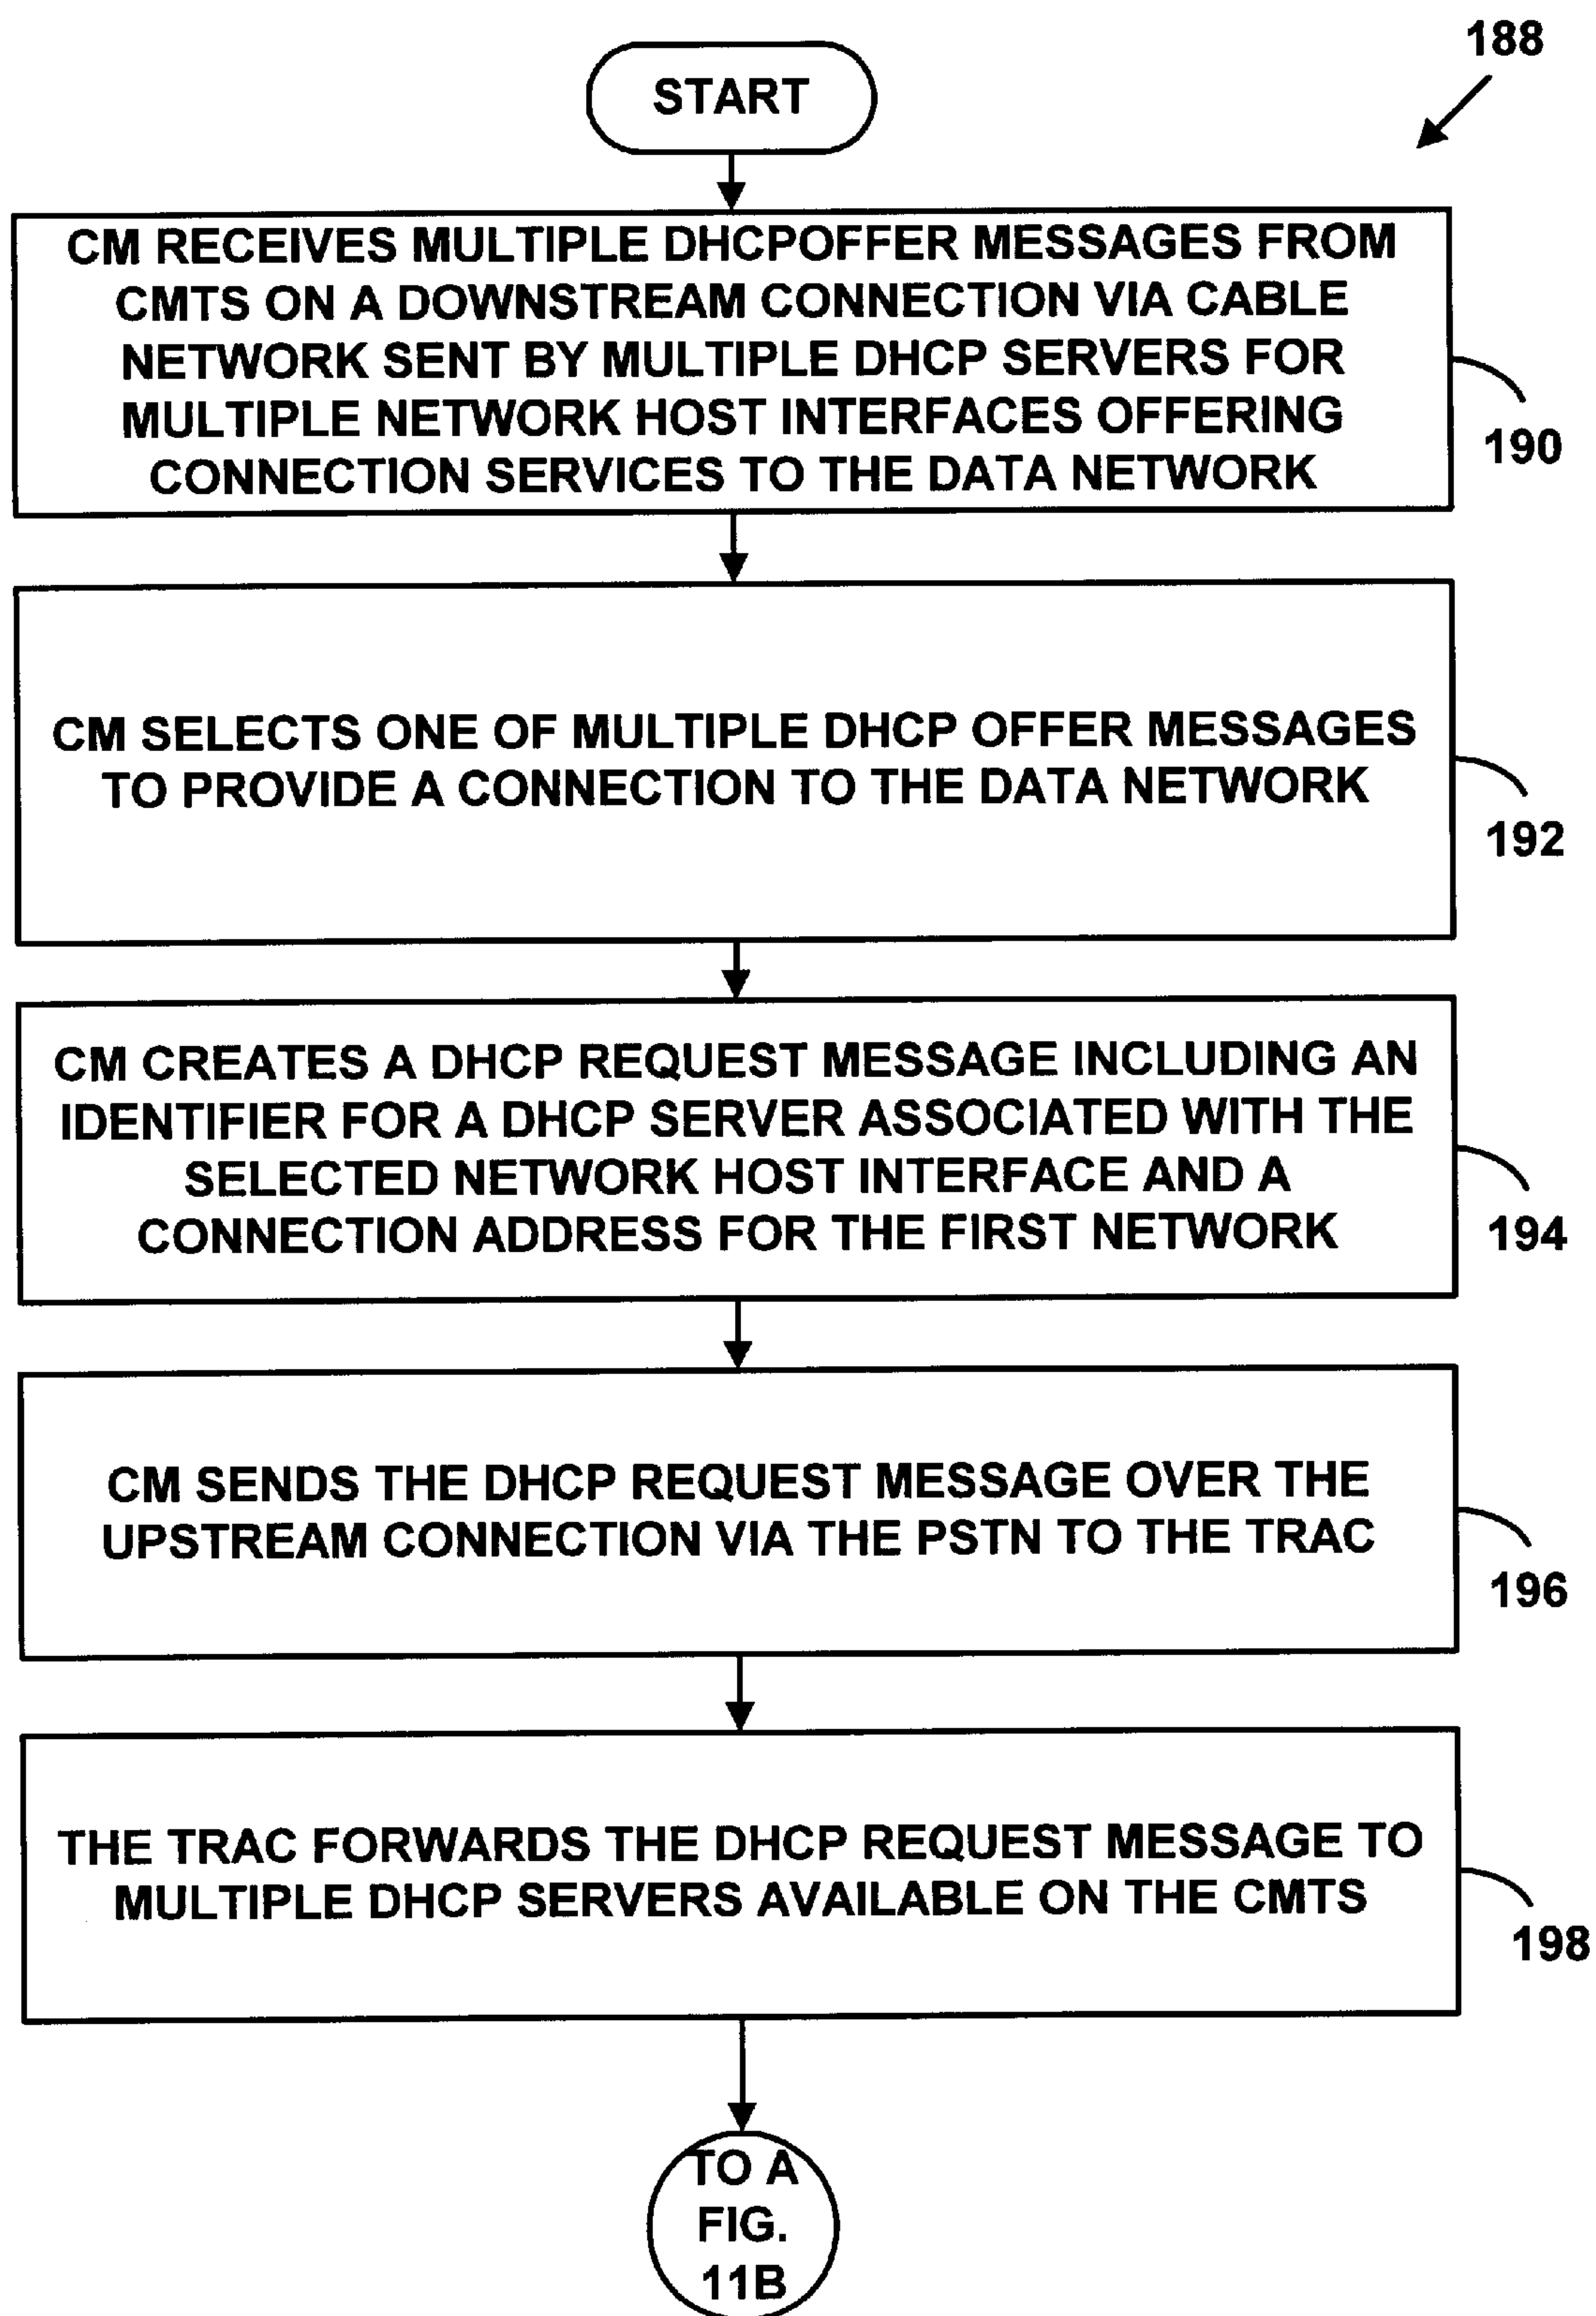 188
START
CM RECEIVES MULTIPLE DHCPOFFER MESSAGES FROM
CMTS ON A DOWNSTREAM CONNECTION VIA CABLE
NETWORK SENT BY MULTIPLE DHCP SERVERS FOR
MULTIPLE NETWORK HOST INTERFACES OFFERING
CONNECTION SERVICES TO THE DATA NETWORK
190
CM SELECTS ONE OF MULTIPLE DHCP OFFER MESSAGES
TO PROVIDE A CONNECTION TO THE DATA NETWORK
192
CM CREATES A DHCP REQUEST MESSAGE INCLUDING AN
IDENTIFIER FOR A DHCP SERVER ASSOCIATED WITH THE
SELECTED NETWORK HOST INTERFACE AND A
CONNECTION ADDRESS FOR THE FIRST NETWORK
194
CM SENDS THE DHCP REQUEST MESSAGE OVER THE
UPSTREAM CONNECTION VIA THE PSTN TO THE TRAC
196
THE TRAC FORWARDS THE DHCP REQUEST MESSAGE TO
MULTIPLE DHCP SERVERS AVAILABLE ON THE CMTS
198
TO A
FIG.
11B